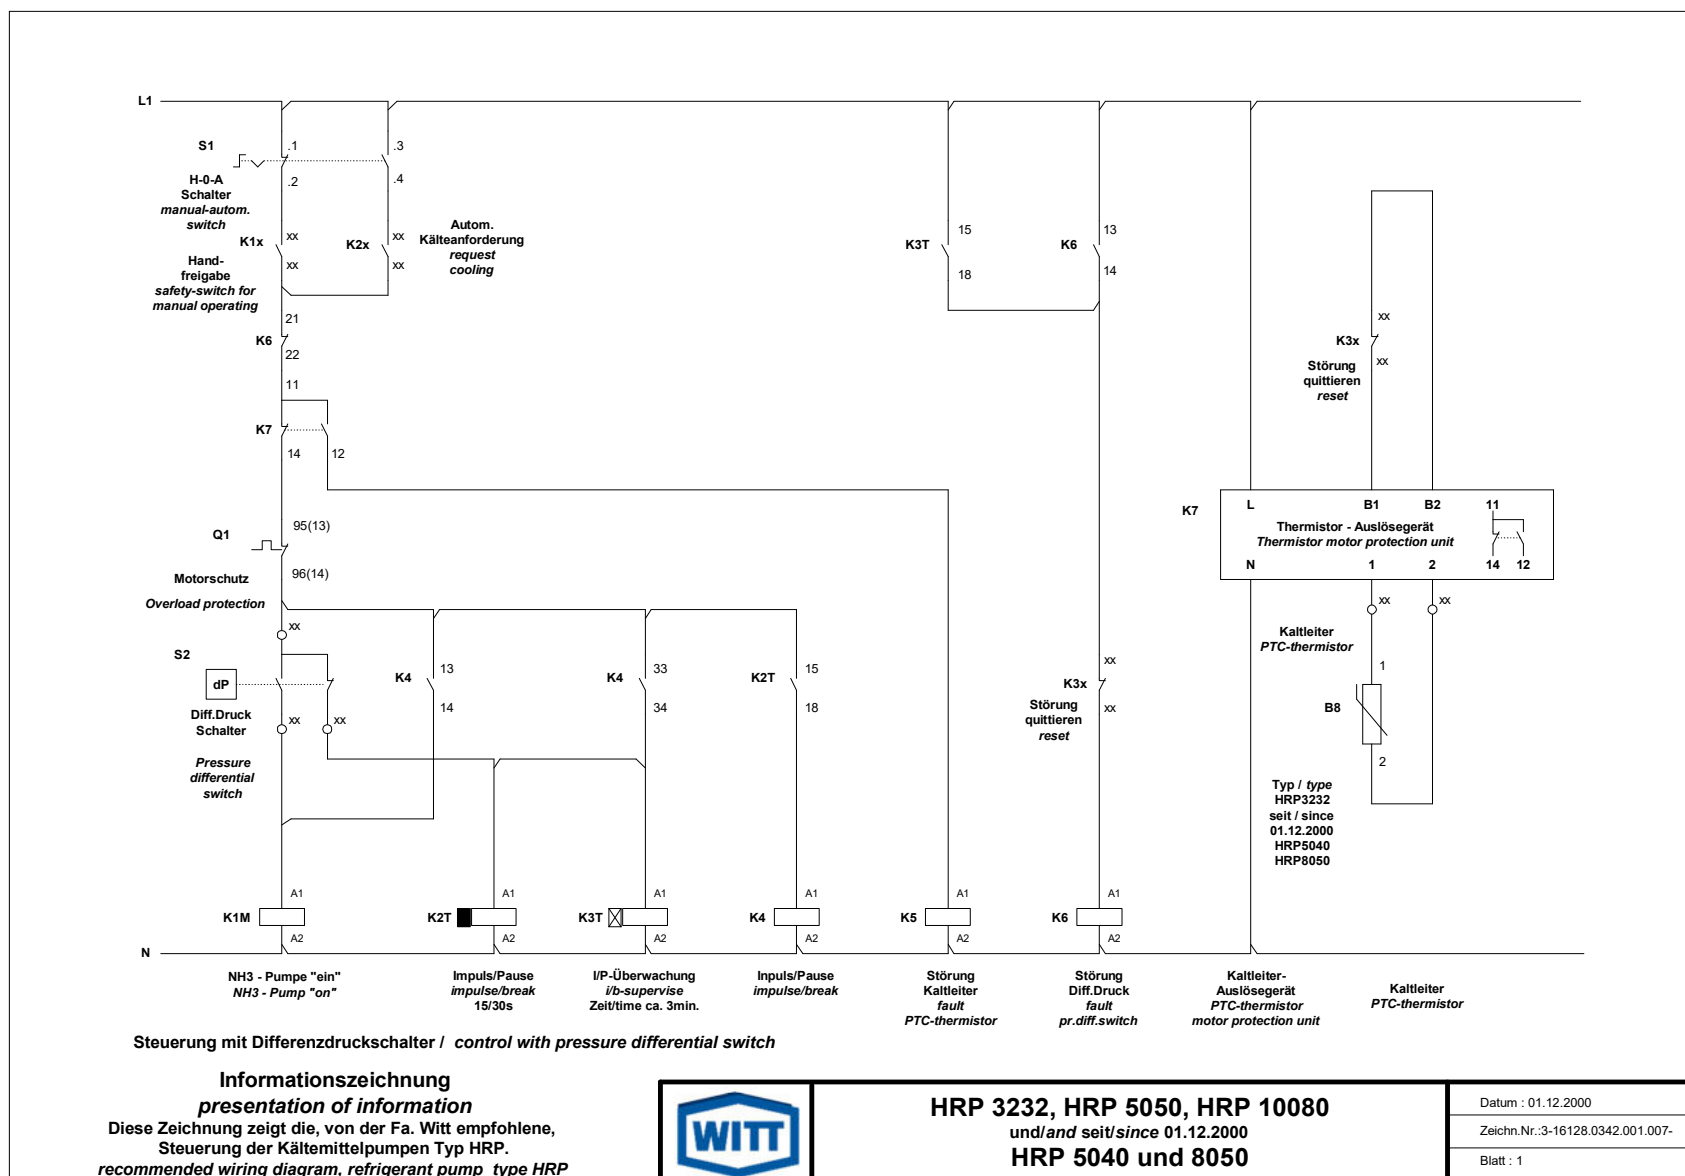 L1
S1
.1
.3
H-0-A
Schalter
manual-autom.
switch
.2
.4
K1x
xx
xx
K2x
xx
xx
Autom.
Kälteanforderung
request
cooling
Hand-
freigabe
safety-switch for
manual operating
K3T
15
18
K6
13
14
21
K6
22
11
K7
14
12
xx
K3x
xx
Störung
quittieren
reset
Q1
95(13)
96(14)
Motorschutz
Overload protection
K7
L
B1
B2
11
Thermistor - Auslösegerät
Thermistor motor protection unit
N
1
2
14
12
xx
xx
Kaltleiter
PTC-thermistor
1
B8
2
Typ / type
HRP3232
seit / since
01.12.2000
HRP5040
HRP8050
xx
S2
dP
Diff.Druck
Schalter
xx
xx
Pressure
differential
switch
K4
13
14
K4
33
34
K2T
15
18
xx
K3x
xx
Störung
quittieren
reset
A1
A1
A1
A1
A1
A1
K1M
K2T
K3T
K4
K5
K6
A2
A2
A2
A2
A2
A2
N
NH3 - Pumpe "ein"
NH3 - Pump "on"
Impuls/Pause
impulse/break
15/30s
I/P-Überwachung
i/b-supervise
Zeit/time ca. 3min.
Inpuls/Pause
impulse/break
Störung
Kaltleiter
fault
PTC-thermistor
Störung
Diff.Druck
fault
pr.diff.switch
Kaltleiter-
Auslösegerät
PTC-thermistor
motor protection unit
Kaltleiter
PTC-thermistor
Steuerung mit Differenzdruckschalter / control with pressure differential switch
Informationszeichnung
presentation of information
Diese Zeichnung zeigt die, von der Fa. Witt empfohlene,
Steuerung der Kältemittelpumpen Typ HRP.
recommended wiring diagram, refrigerant pump type HRP
WITT
HRP 3232, HRP 5050, HRP 10080
und/and seit/since 01.12.2000
HRP 5040 und 8050
Datum : 01.12.2000
Zeichn.Nr.:3-16128.0342.001.007-
Blatt : 1